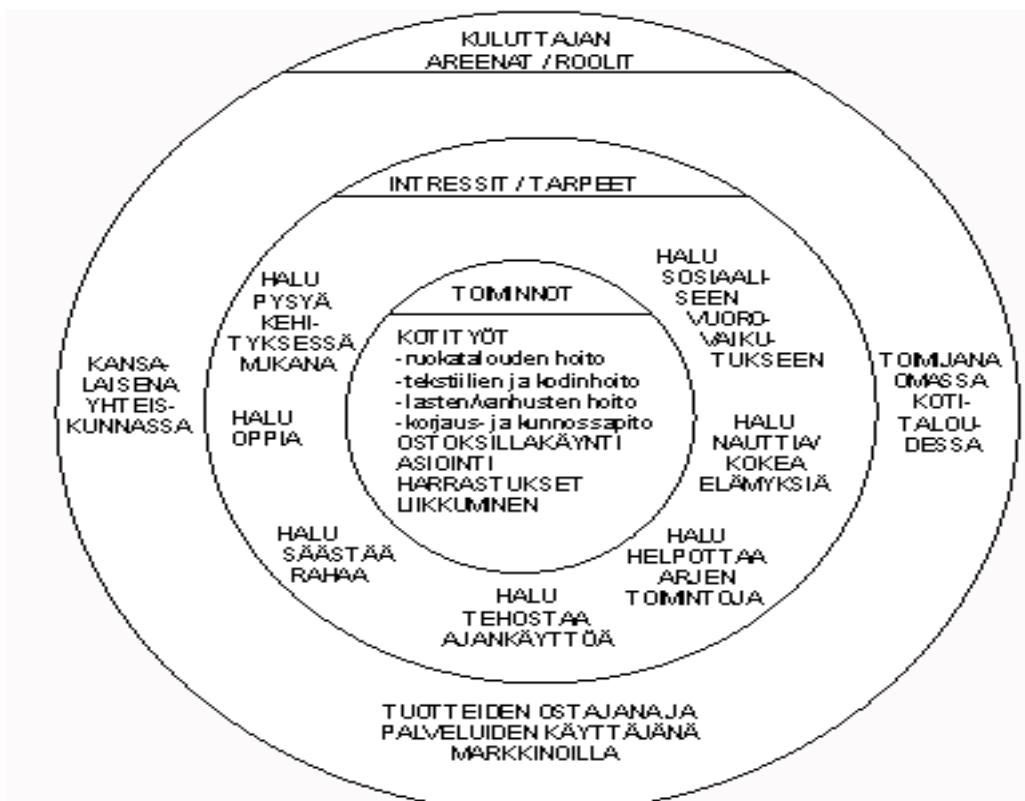 KULUTTAJAN
AREENAT / ROOLIT
INTRESSIT / TARPEET
HALU
PYSYÄ
KEHI-
TYKSESSÄ
MUKANA
HALU
SOSIAALI-
SEEN
VUORO-
VAIKU-
TUKSEEN
TOIMINNOT
KOTITYÖT
-ruokatalouden hoito
-tekstiilien ja kodinhoito
-lasten/vanhusten hoito
-korjaus- ja kunnossapito
OSTOKSILLAKÄYNTI
ASIOINTI
HARRASTUKSET
LIIKKUMINEN
KANSA-
LAISENA
YHTEIS-
KUNNASSA
HALU
OPPIA
HALU
NAUTTIA/
KOKEA
ELÄMYKSIÄ
TOIMIJANA
OMASSA
KOTI-
TALOU-
DESSA
HALU
SÄÄSTÄÄ
RAHAA
HALU
TEHOSTAA
AJANKÄYTTÖÄ
HALU
HELPOTTAA
ARJEN
TOIMINTOJA
TUOTTEIDEN OSTAJANA JA
PALVELUIDEN KÄYTTÄJÄNÄ
MARKKINOILLA